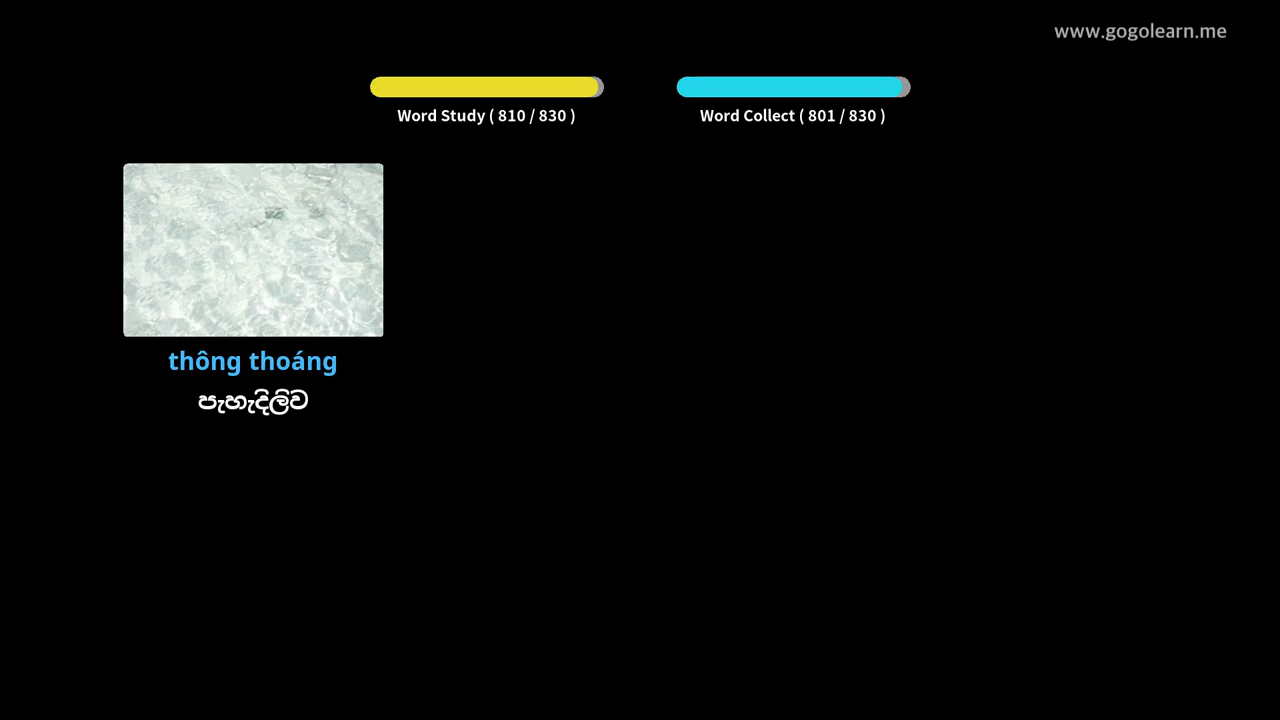 www.gogolearn.me
Word Study ( 810 / 830 )
Word Collect ( 801 / 830 )
thông thoáng
පැහැදිලිව